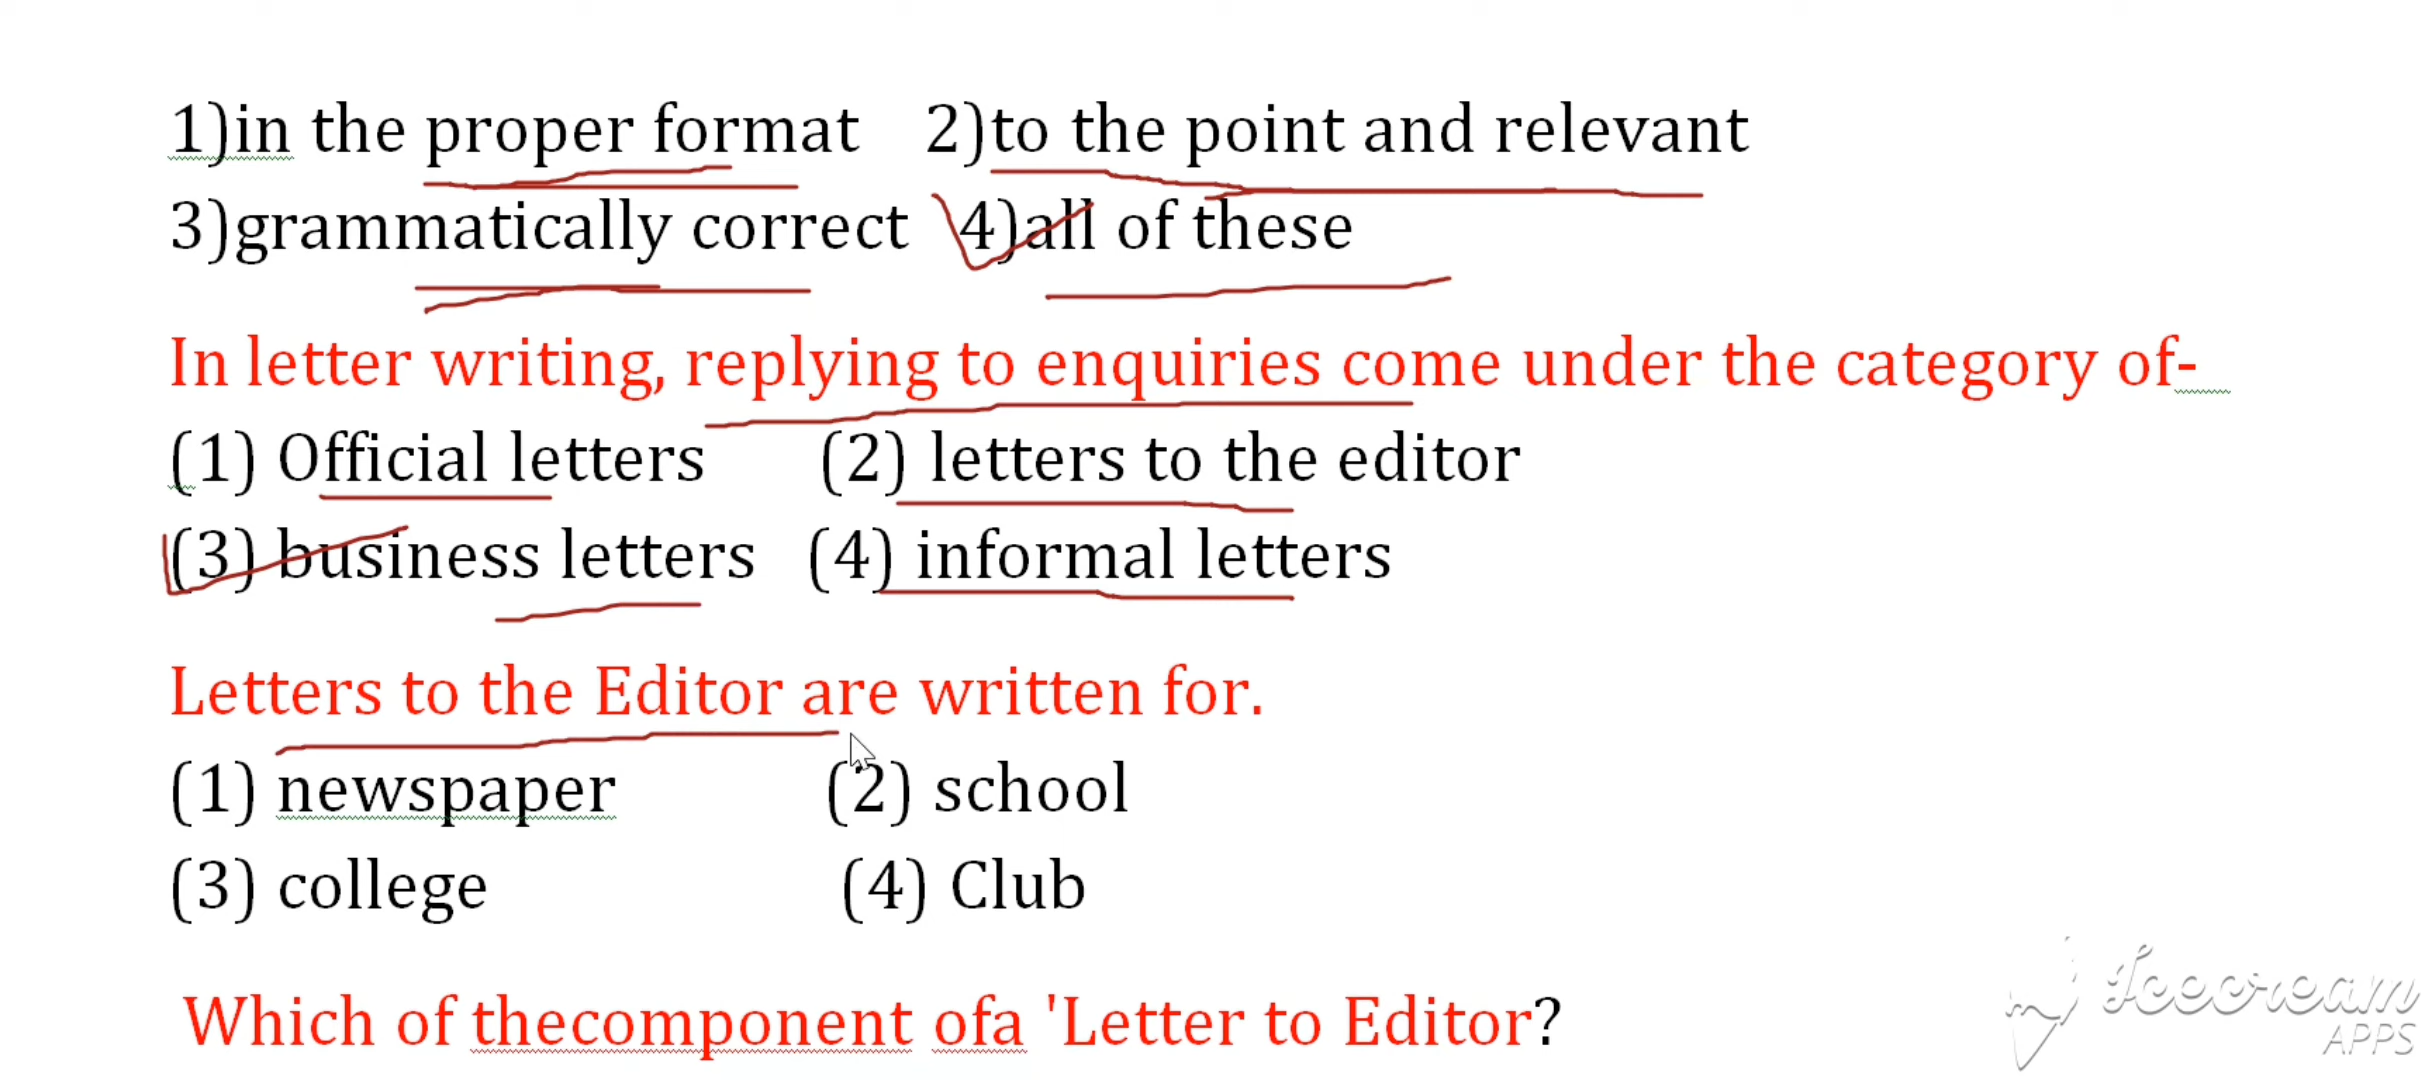 1)in the proper format 2)to the point and relevant
3)grammatically correct 4)all of these
In letter writing, replying to enquiries come under the category of-
(1) Official letters (2) letters to the editor
(3) business letters (4) informal letters
Letters to the Editor are written for.
(1) newspaper (2) school
(3) college (4) Club
Which of thecomponent ofa 'Letter to Editor?
Icecream
APPS